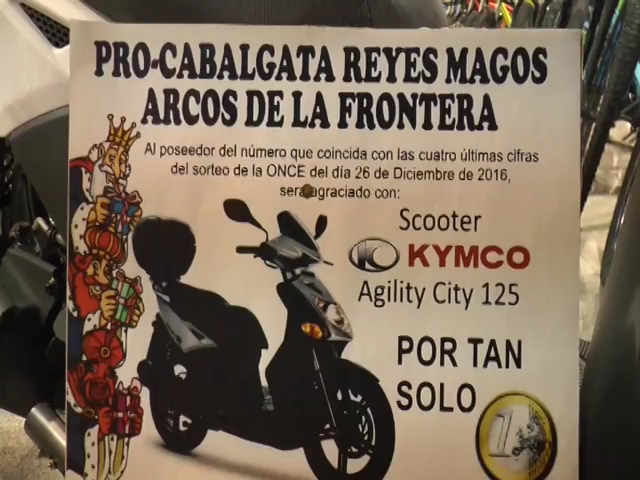 PRO-CABALGATA REYES MAGOS
ARCOS DE LA FRONTERA
Al poseedor del número que coincida con las cuatro últimas cifras
del sorteo de la ONCE del día 26 de Diciembre de 2016,
será agraciado con:
Scooter
KYMCO
Agility City 125
POR TAN
SOLO
1